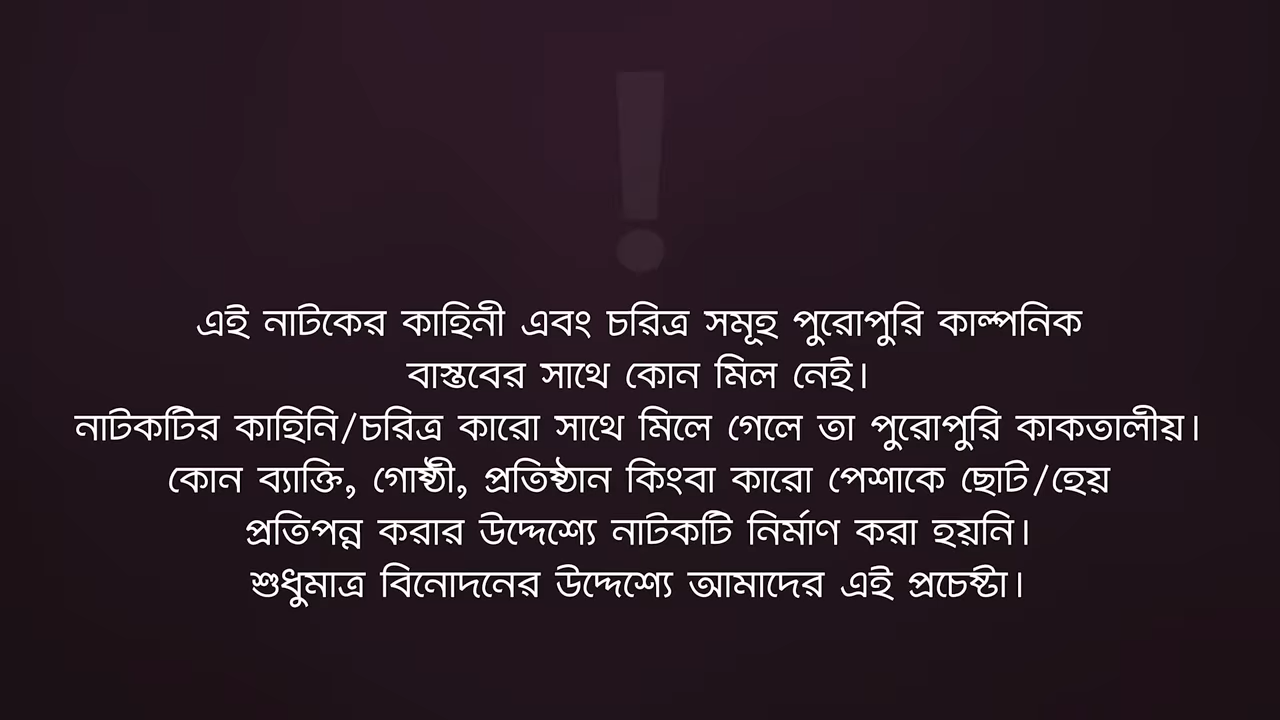 এই নাটকের কাহিনী এবং চরিত্র সমূহ পুরোপুরি কাল্পনিক
বাস্তবের সাথে কোন মিল নেই।
নাটকটির কাহিনি/চরিত্র কারো সাথে মিলে গেলে তা পুরোপুরি কাকতালীয়।
কোন ব্যাক্তি, গোষ্ঠী, প্রতিষ্ঠান কিংবা কারো পেশাকে ছোট/হেয়
প্রতিপন্ন করার উদ্দেশ্যে নাটকটি নির্মাণ করা হয়নি।
শুধুমাত্র বিনোদনের উদ্দেশ্যে আমাদের এই প্রচেষ্টা।